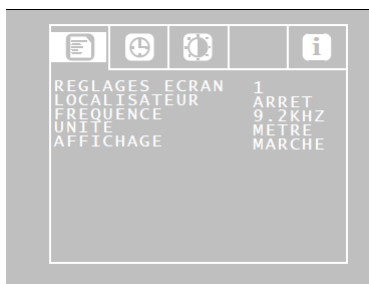 REGLAGES ECRAN 1
LOCALISATEUR ARRET
FREQUENCE 9.2KHZ
UNITE METRE
AFFICHAGE MARCHE